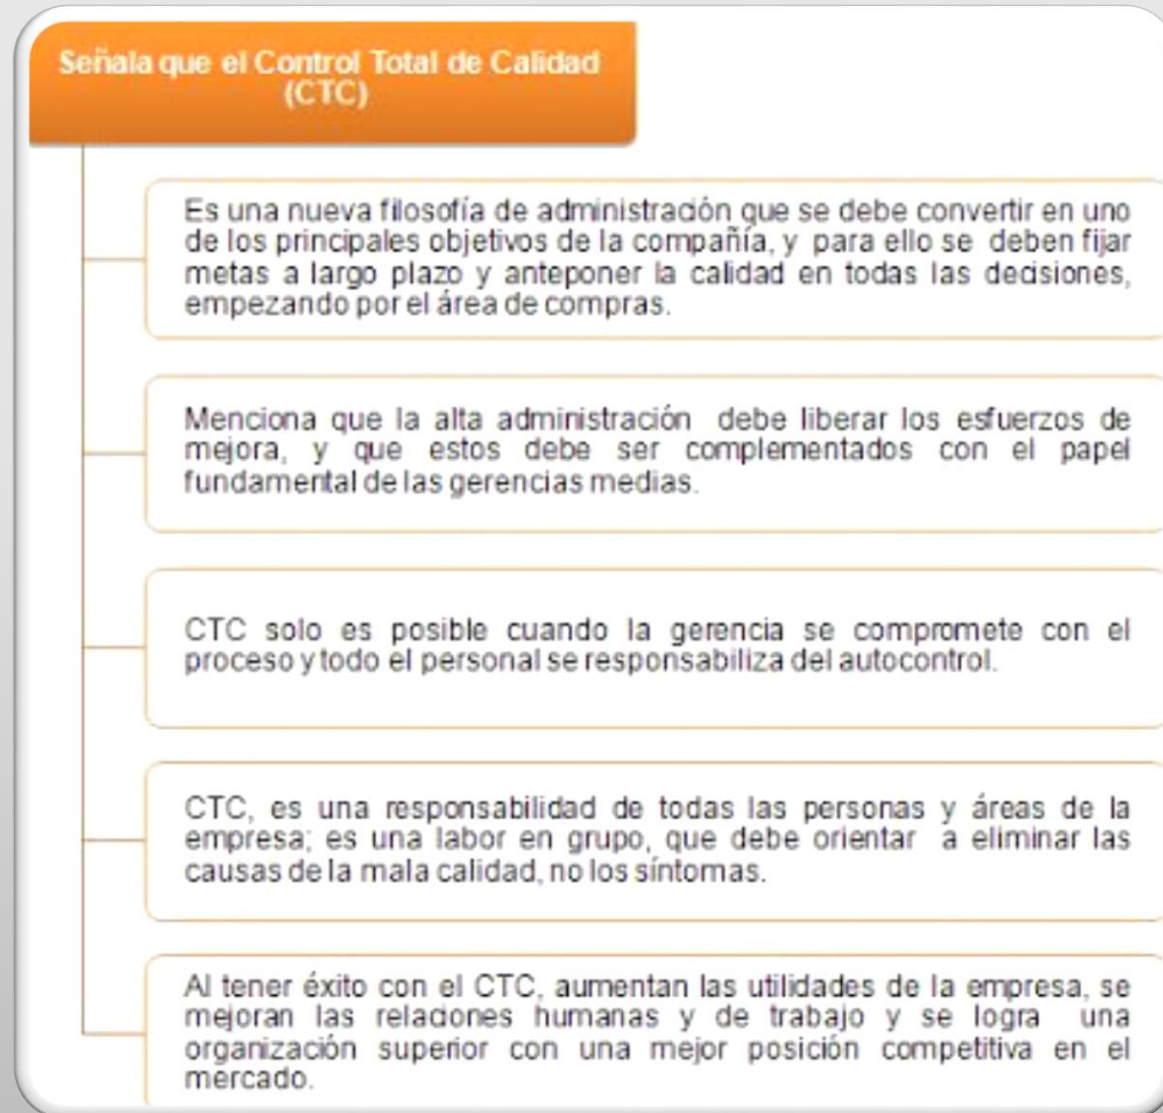 Señala que el Control Total de Calidad
(CTC)
Es una nueva filosofía de administración que se debe convertir en uno
de los principales objetivos de la compañía, y para ello se deben fijar
metas a largo plazo y anteponer la calidad en todas las decisiones,
empezando por el área de compras.
Menciona que la alta administración debe liberar los esfuerzos de
mejora, y que estos debe ser complementados con el papel
fundamental de las gerencias medias.
CTC solo es posible cuando la gerencia se compromete con el
proceso y todo el personal se responsabiliza del autocontrol.
CTC, es una responsabilidad de todas las personas y áreas de la
empresa; es una labor en grupo, que debe orientar a eliminar las
causas de la mala calidad, no los síntomas.
Al tener éxito con el CTC, aumentan las utilidades de la empresa, se
mejoran las relaciones humanas y de trabajo y se logra una
organización superior con una mejor posición competitiva en el
mercado.